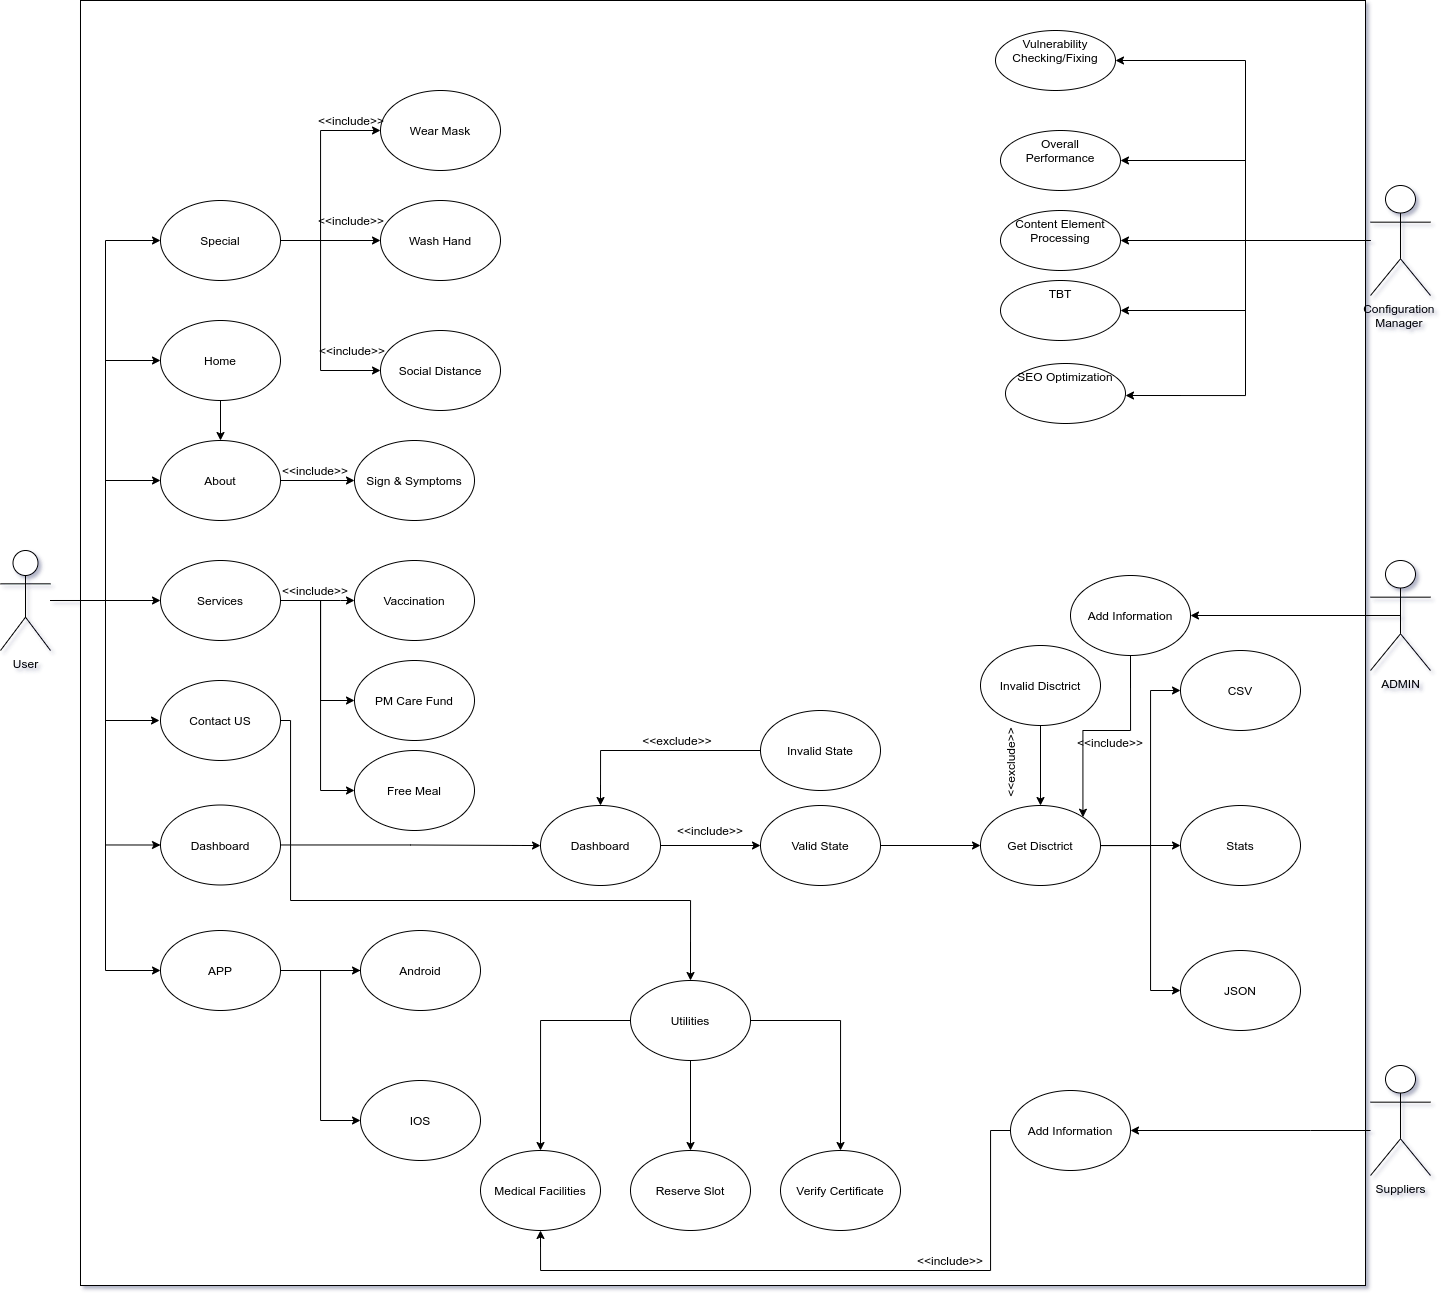 Vulnerability
Checking/Fixing
<<include>>
Wear Mask
Overall
Performance
<<include>>
Special
Wash Hand
Content Element
Processing
TBT
Configuration
Manager
<<include>>
Home
Social Distance
SEO Optimization
<<include>>
About
Sign & Symptoms
<<include>>
Services
Vaccination
Add Information
User
Invalid Disctrict
ADMIN
CSV
PM Care Fund
Contact US
<<exclude>>
Invalid State
<<exclude>>
<<include>>
Free Meal
<<include>>
Dashboard
Dashboard
Valid State
Get Disctrict
Stats
APP
Android
JSON
Utilities
IOS
Add Information
Medical Facilities
Reserve Slot
Verify Certificate
Suppliers
<<include>>